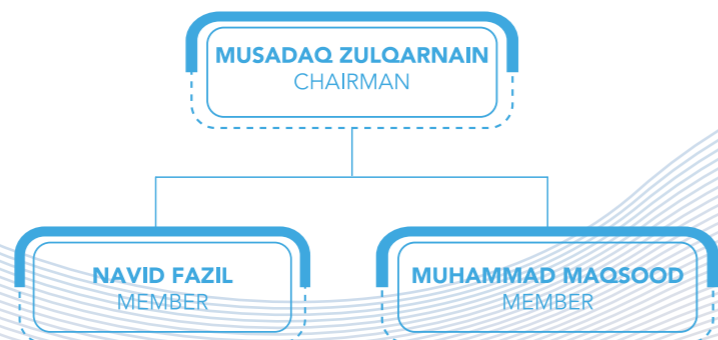 MUSADAQ ZULQARNAIN
CHAIRMAN
NAVID FAZIL
MEMBER
MUHAMMAD MAQSOOD
MEMBER